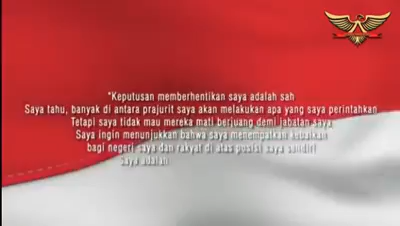 "Keputusan memberhentikan saya adalah sah
Saya tahu, banyak di antara prajurit saya akan melakukan apa yang saya perintahkan
Tetapi saya tidak mau mereka mati berjuang demi jabatan saya
Saya ingin menunjukkan bahwa saya menempatkan kebaikan
bagi negeri saya dan rakyat di atas posisi saya sendiri
saya adalah